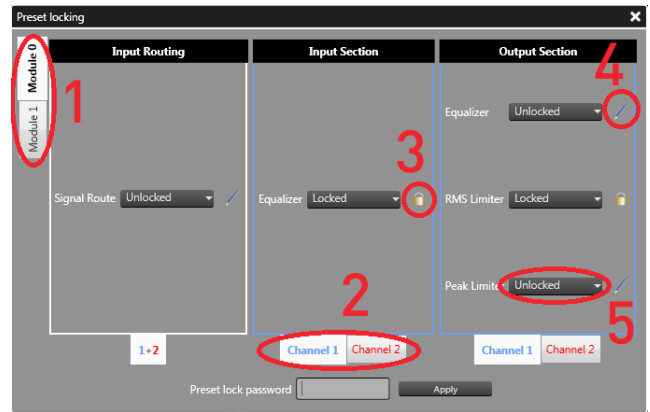 Preset locking
Module 0
Module 1
1
Input Routing
Signal Route Unlocked
1+2
Input Section
3
Equalizer Locked
2
Channel 1 Channel 2
Output Section
4
Equalizer Unlocked
RMS Limiter Locked
Peak Limiter Unlocked
5
Channel 1 Channel 2
Preset lock password
Apply